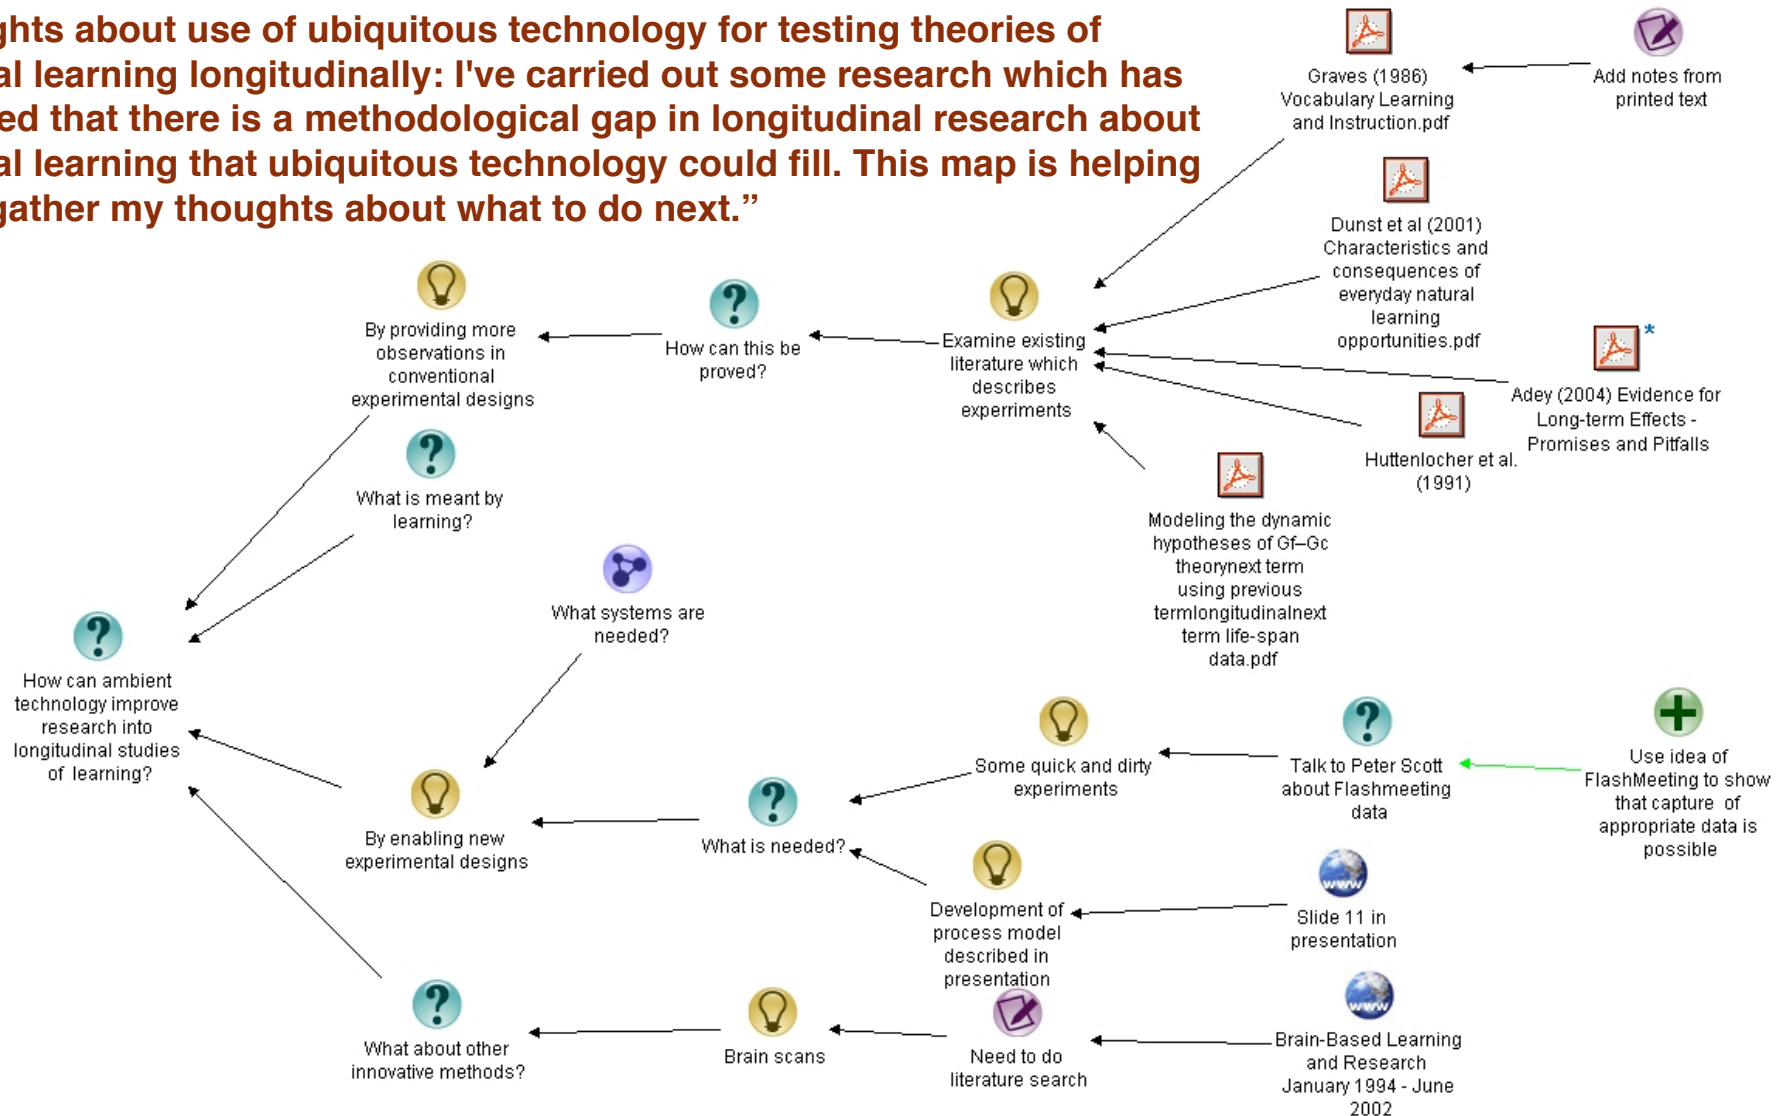 ghts about use of ubiquitous technology for testing theories of
al learning longitudinally: I've carried out some research which has
ed that there is a methodological gap in longitudinal research about
al learning that ubiquitous technology could fill. This map is helping
gather my thoughts about what to do next.”
Graves (1986)
Vocabulary Learning
and Instruction.pdf
Add notes from
printed text
Dunst et al (2001)
Characteristics and
consequences of
everyday natural
learning
opportunities.pdf
*
Adey (2004) Evidence for
Long-term Effects -
Promises and Pitfalls
Huttenlocher et al.
(1991)
Modeling the dynamic
hypotheses of Gf–Gc
theorynext term
using previous
termlongitudinalnext
term life-span
data.pdf
Examine existing
literature which
describes
experriments
?
How can this be
proved?
By providing more
observations in
conventional
experimental designs
?
What is meant by
learning?
What systems are
needed?
?
How can ambient
technology improve
research into
longitudinal studies
of learning?
By enabling new
experimental designs
?
What is needed?
Some quick and dirty
experiments
?
Talk to Peter Scott
about Flashmeeting
data
+
Use idea of
FlashMeeting to show
that capture of
appropriate data is
possible
Development of
process model
described in
presentation
www
Slide 11 in
presentation
?
What about other
innovative methods?
Brain scans
Need to do
literature search
www
Brain-Based Learning
and Research
January 1994 - June
2002